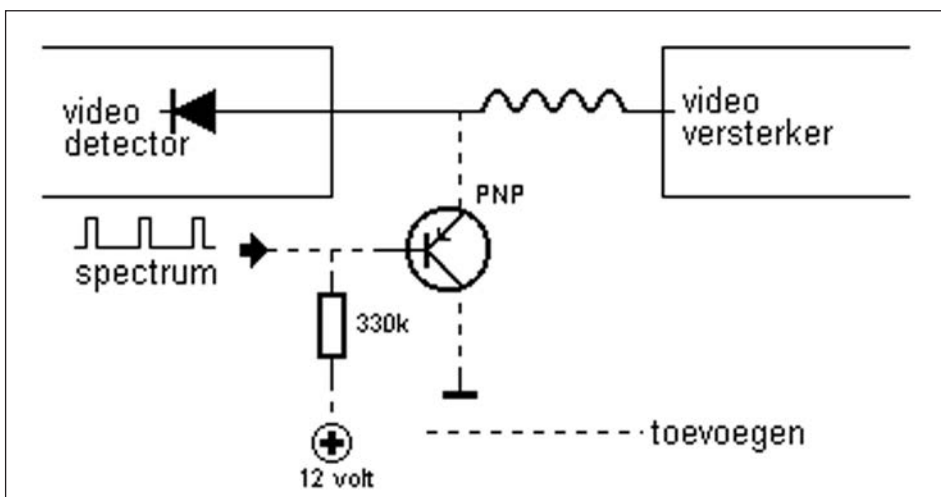 video
detector
video
versterker
PNP
spectrum
330k
12 volt
toevoegen